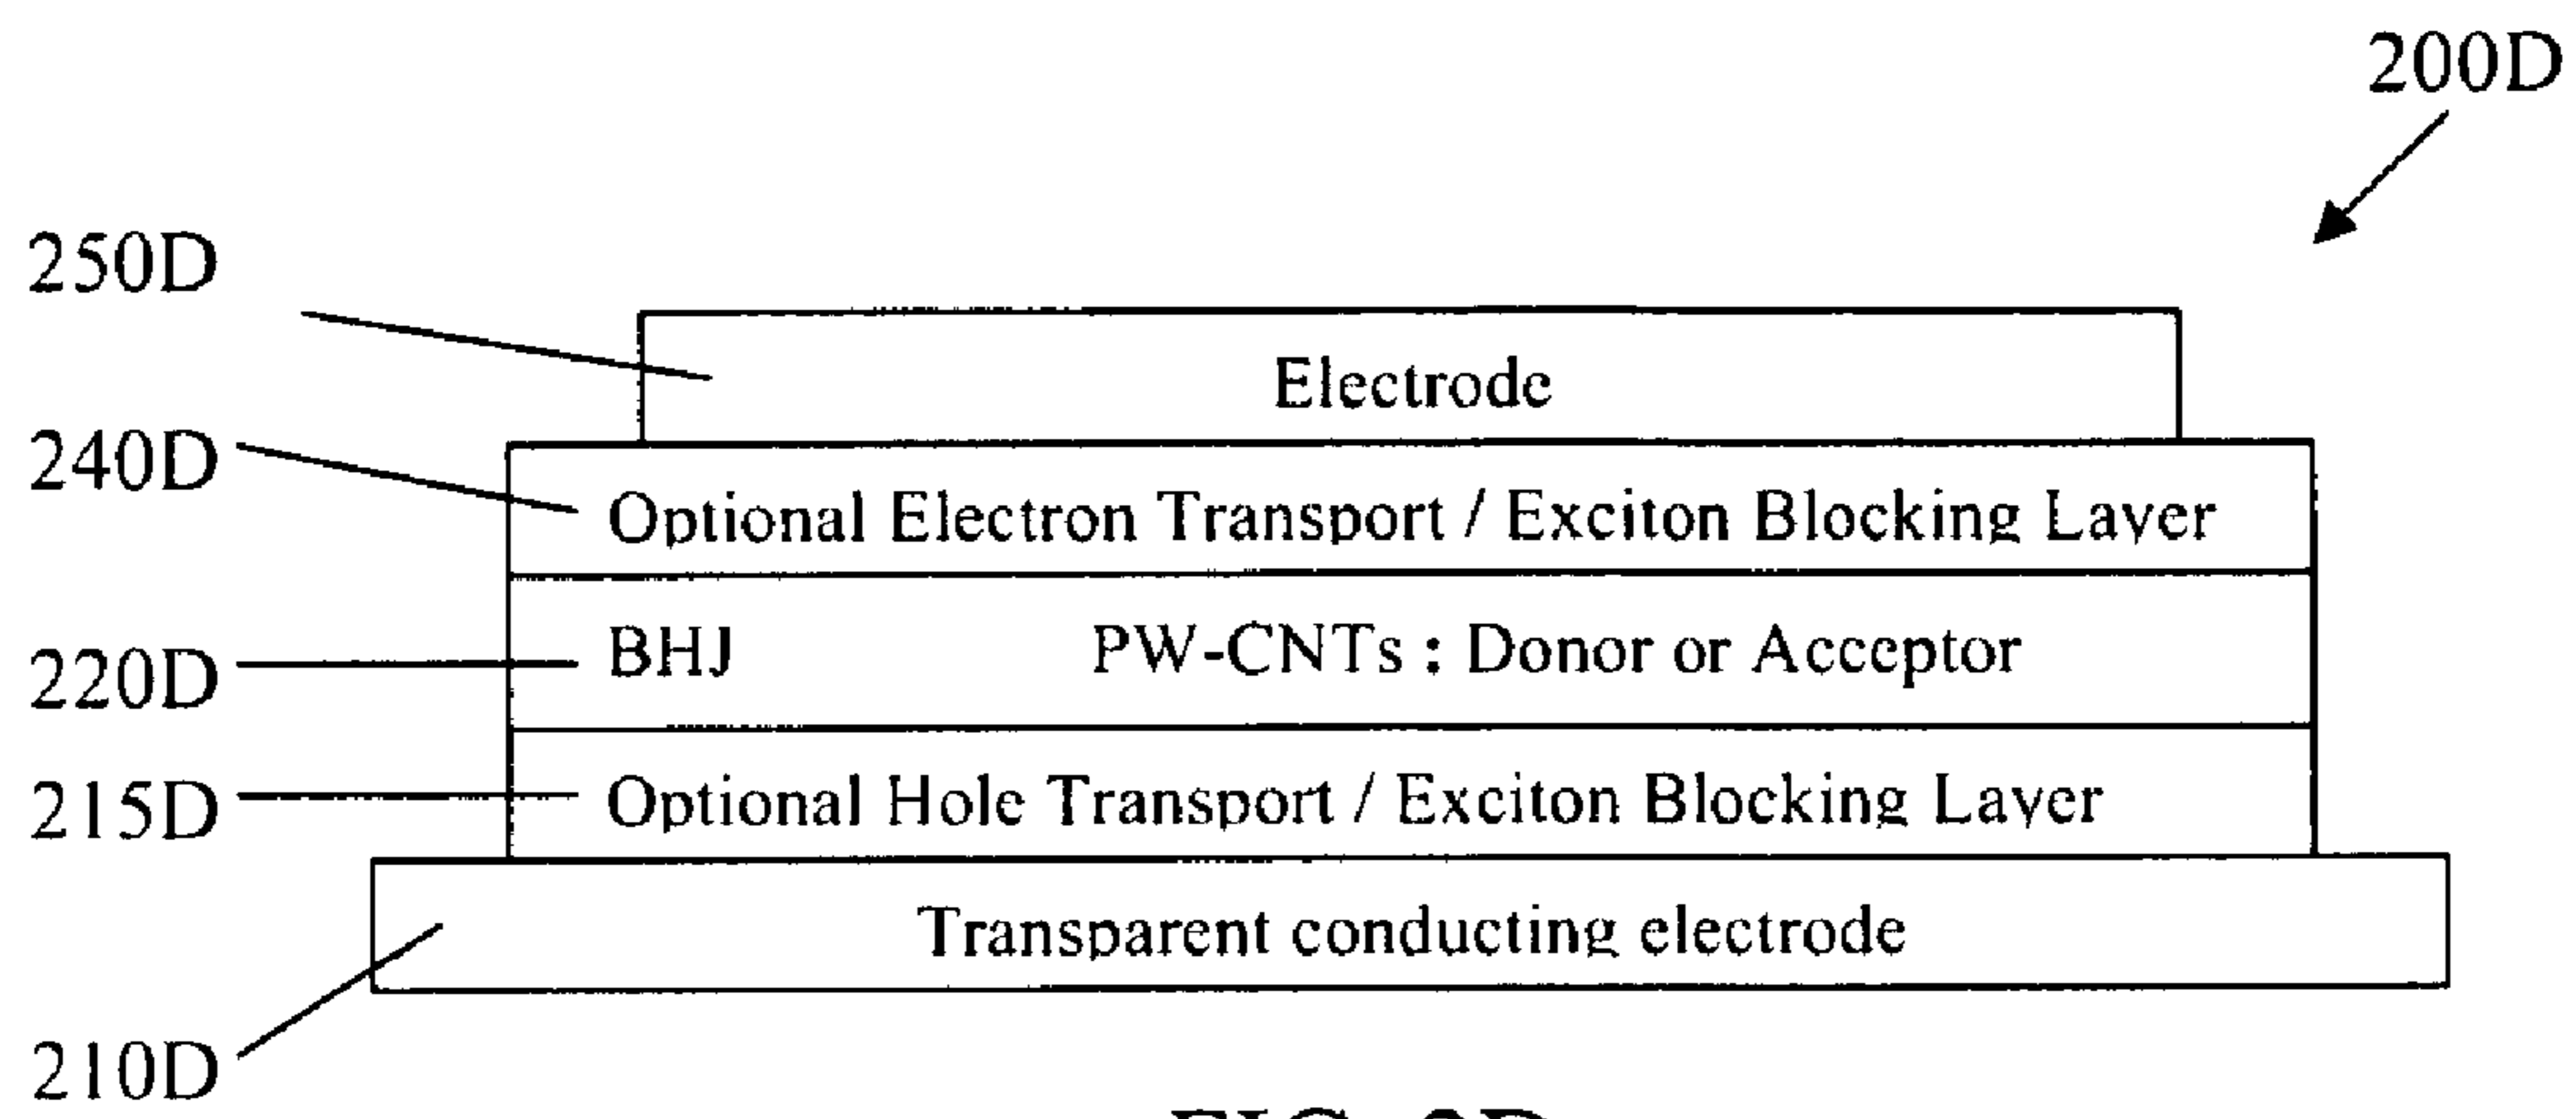 200D
250D
Electrode
240D
Optional Electron Transport / Exciton Blocking Layer
220D
BHJ PW-CNTs : Donor or Acceptor
215D
Optional Hole Transport / Exciton Blocking Layer
Transparent conducting electrode
210D